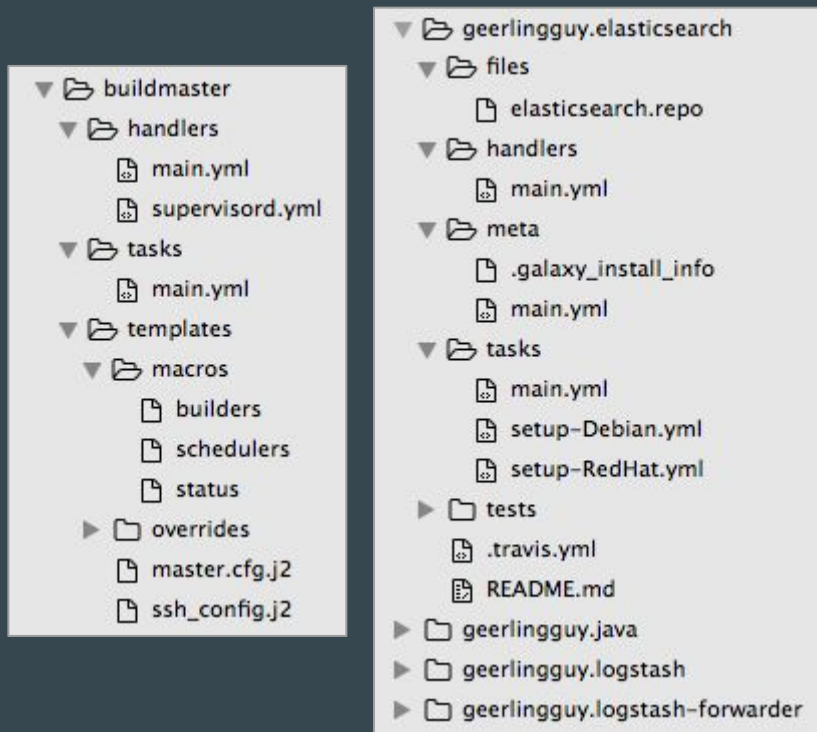 buildmaster
handlers
main.yml
supervisord.yml
tasks
main.yml
templates
macros
builders
schedulers
status
overrides
master.cfg.j2
ssh_config.j2
geerlingguy.elasticsearch
files
elasticsearch.repo
handlers
main.yml
meta
.galaxy_install_info
main.yml
tasks
main.yml
setup-Debian.yml
setup-RedHat.yml
tests
.travis.yml
README.md
geerlingguy.java
geerlingguy.logstash
geerlingguy.logstash-forwarder